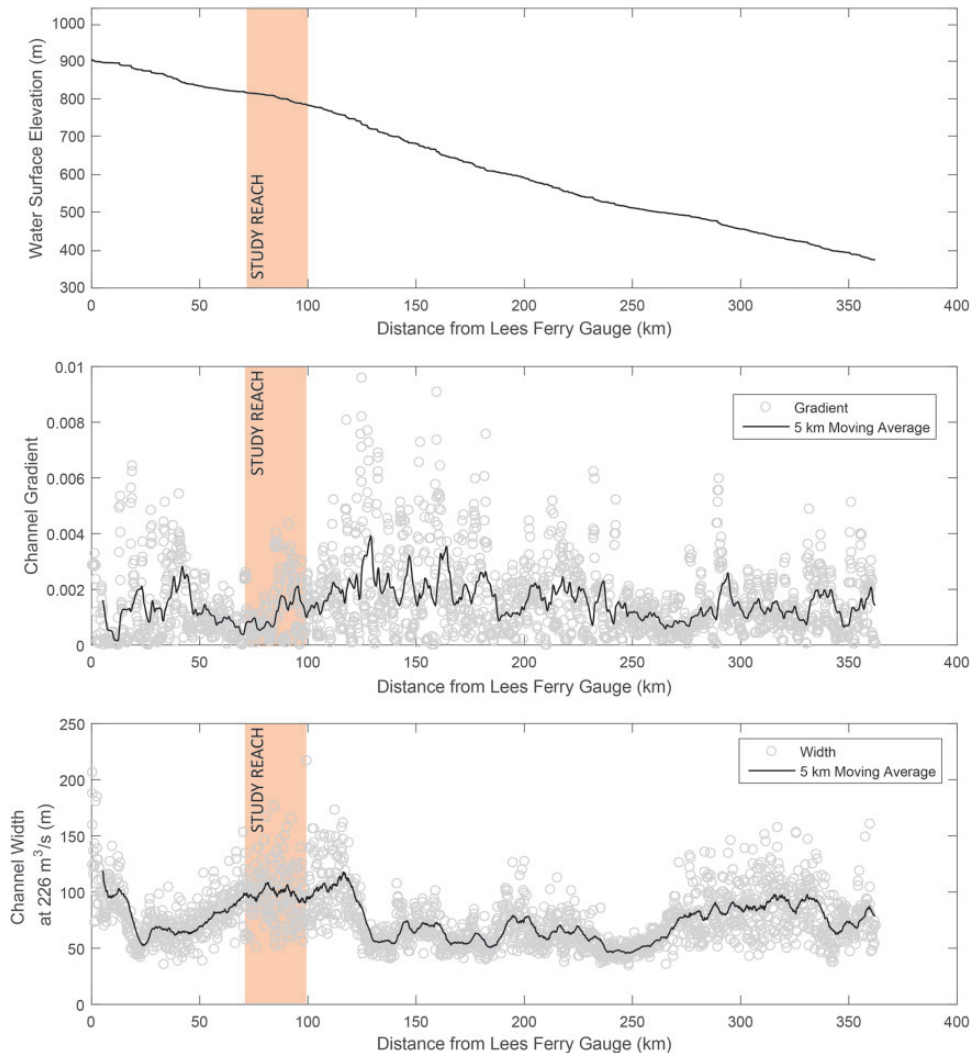 1000
900
800
700
600
500
400
300
Water Surface Elevation (m)
STUDY REACH
0 50 100 150 200 250 300 350 400
Distance from Lees Ferry Gauge (km)
0.01
0.008
0.006
0.004
0.002
0
Channel Gradient
STUDY REACH
Gradient
5 km Moving Average
0 50 100 150 200 250 300 350 400
Distance from Lees Ferry Gauge (km)
250
200
150
100
50
0
Channel Width
at 226 m³/s (m)
STUDY REACH
Width
5 km Moving Average
0 50 100 150 200 250 300 350 400
Distance from Lees Ferry Gauge (km)